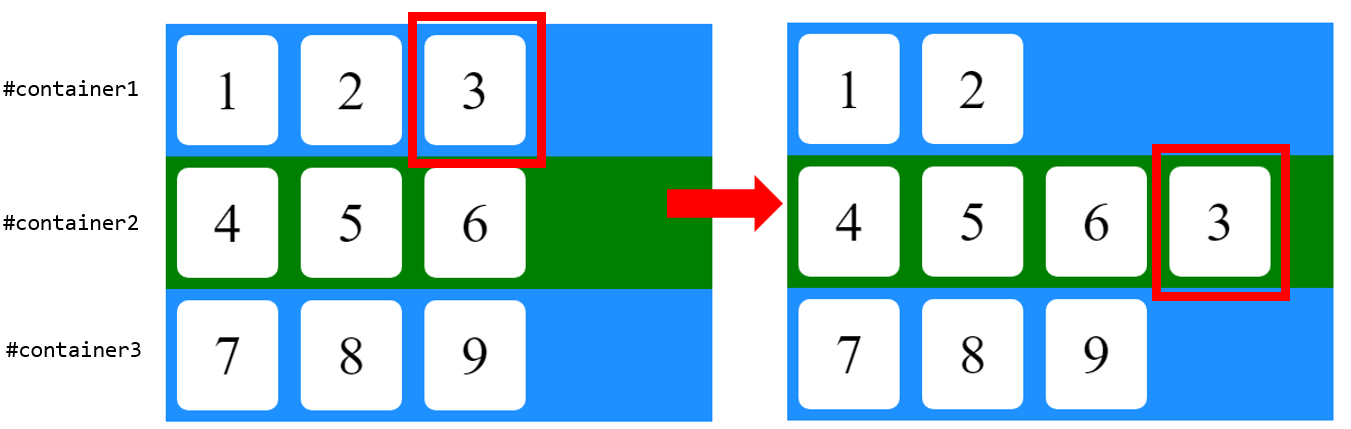 #container1 1 2 3 1 2
#container2 4 5 6 4 5 6 3
#container3 7 8 9 7 8 9